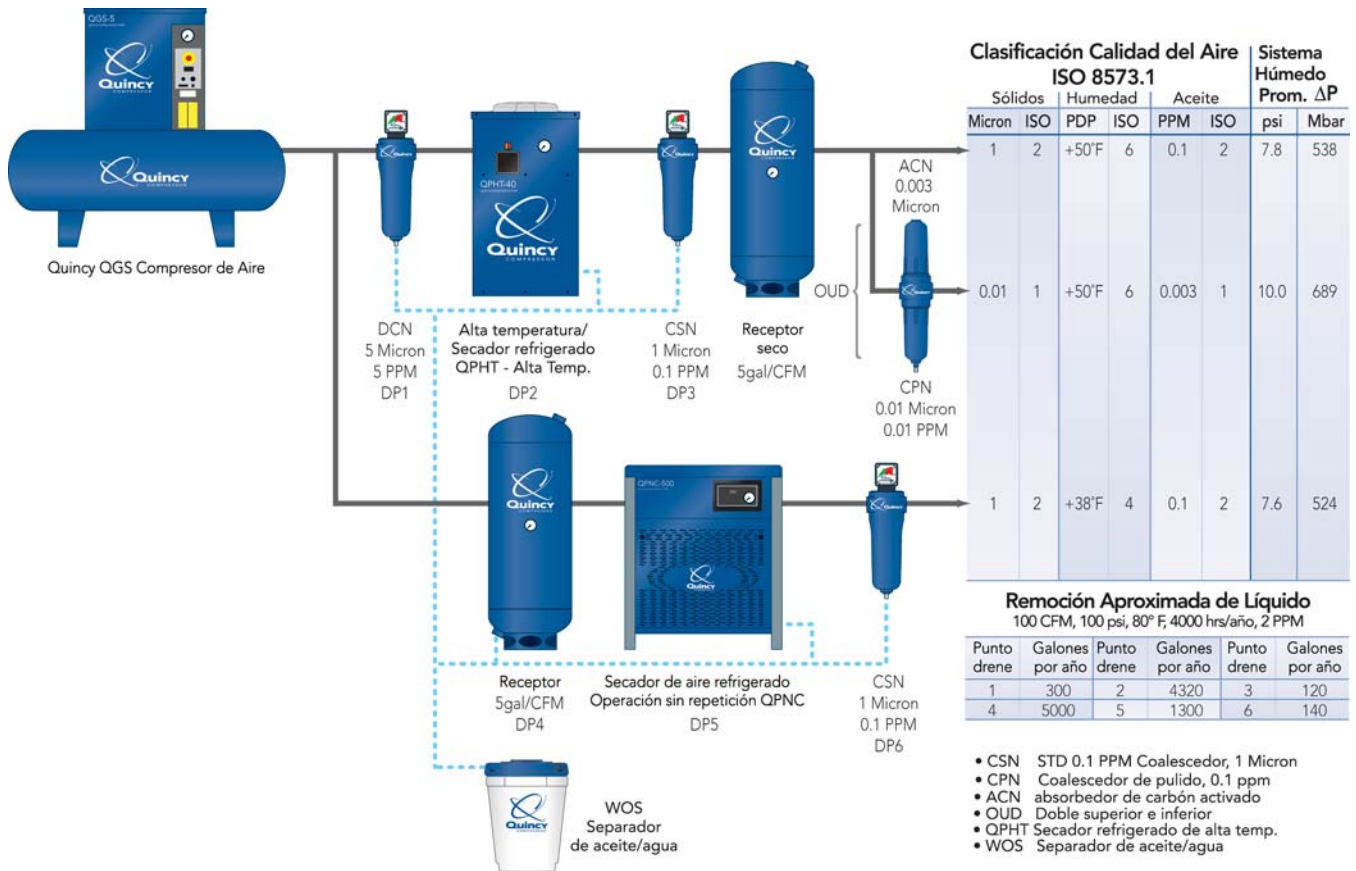 QGS-5
Quincy
COMPRESSOR
Quincy
COMPRESSOR
Quincy QGS Compresor de Aire
Quincy
DCN
5 Micron
5 PPM
DP1
QPHT-40
Quincy
COMPRESSOR
Alta temperatura/
Secador refrigerado
QPHT - Alta Temp.
DP2
Quincy
CSN
1 Micron
0.1 PPM
DP3
Quincy
COMPRESSOR
Receptor
seco
5gal/CFM
ACN
0.003
Micron
OUD
Quincy
CPN
0.01 Micron
0.01 PPM
Quincy
COMPRESSOR
Receptor
5gal/CFM
DP4
QPNC-500
Quincy
COMPRESSOR
Secador de aire refrigerado
Operación sin repetición QPNC
DP5
Quincy
CSN
1 Micron
0.1 PPM
DP6
Quincy
COMPRESSOR
WOS
Separador
de aceite/agua
Clasificación Calidad del Aire
ISO 8573.1
Sistema
Húmedo
Prom. ΔP
Sólidos Humedad Aceite
Micron ISO PDP ISO PPM ISO psi Mbar
1 2 +50°F 6 0.1 2 7.8 538
0.01 1 +50°F 6 0.003 1 10.0 689
1 2 +38°F 4 0.1 2 7.6 524
Remoción Aproximada de Líquido
100 CFM, 100 psi, 80° F, 4000 hrs/año, 2 PPM
Punto Galones Punto Galones Punto Galones
drene por año drene por año drene por año
1 300 2 4320 3 120
4 5000 5 1300 6 140
• CSN STD 0.1 PPM Coalescedor, 1 Micron
• CPN Coalescedor de pulido, 0.1 ppm
• ACN absorbedor de carbón activado
• OUD Doble superior e inferior
• QPHT Secador refrigerado de alta temp.
• WOS Separador de aceite/agua